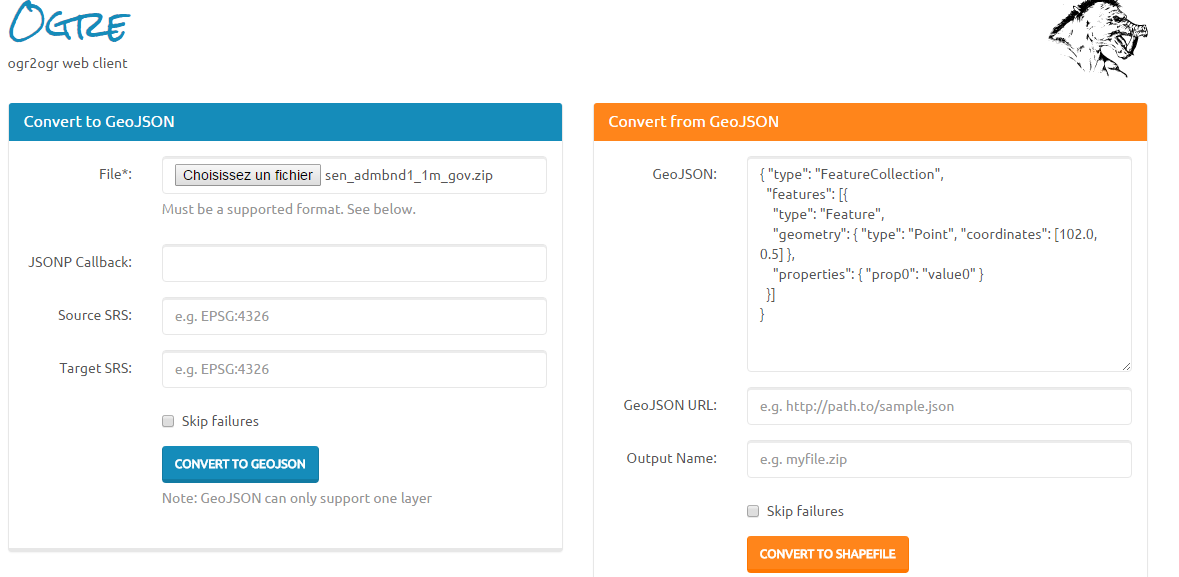 Ogre
ogr2ogr web client
Convert to GeoJSON
File*:
Choisissez un fichier sen_admbnd1_1m_gov.zip
Must be a supported format. See below.
JSONP Callback:
Source SRS:
e.g. EPSG:4326
Target SRS:
e.g. EPSG:4326
Skip failures
CONVERT TO GEOJSON
Note: GeoJSON can only support one layer
Convert from GeoJSON
GeoJSON:
{ "type": "FeatureCollection",
"features": [{
"type": "Feature",
"geometry": { "type": "Point", "coordinates": [102.0,
0.5] },
"properties": { "prop0": "value0" }
}]
}
GeoJSON URL:
e.g. http://path.to/sample.json
Output Name:
e.g. myfile.zip
Skip failures
CONVERT TO SHAPEFILE